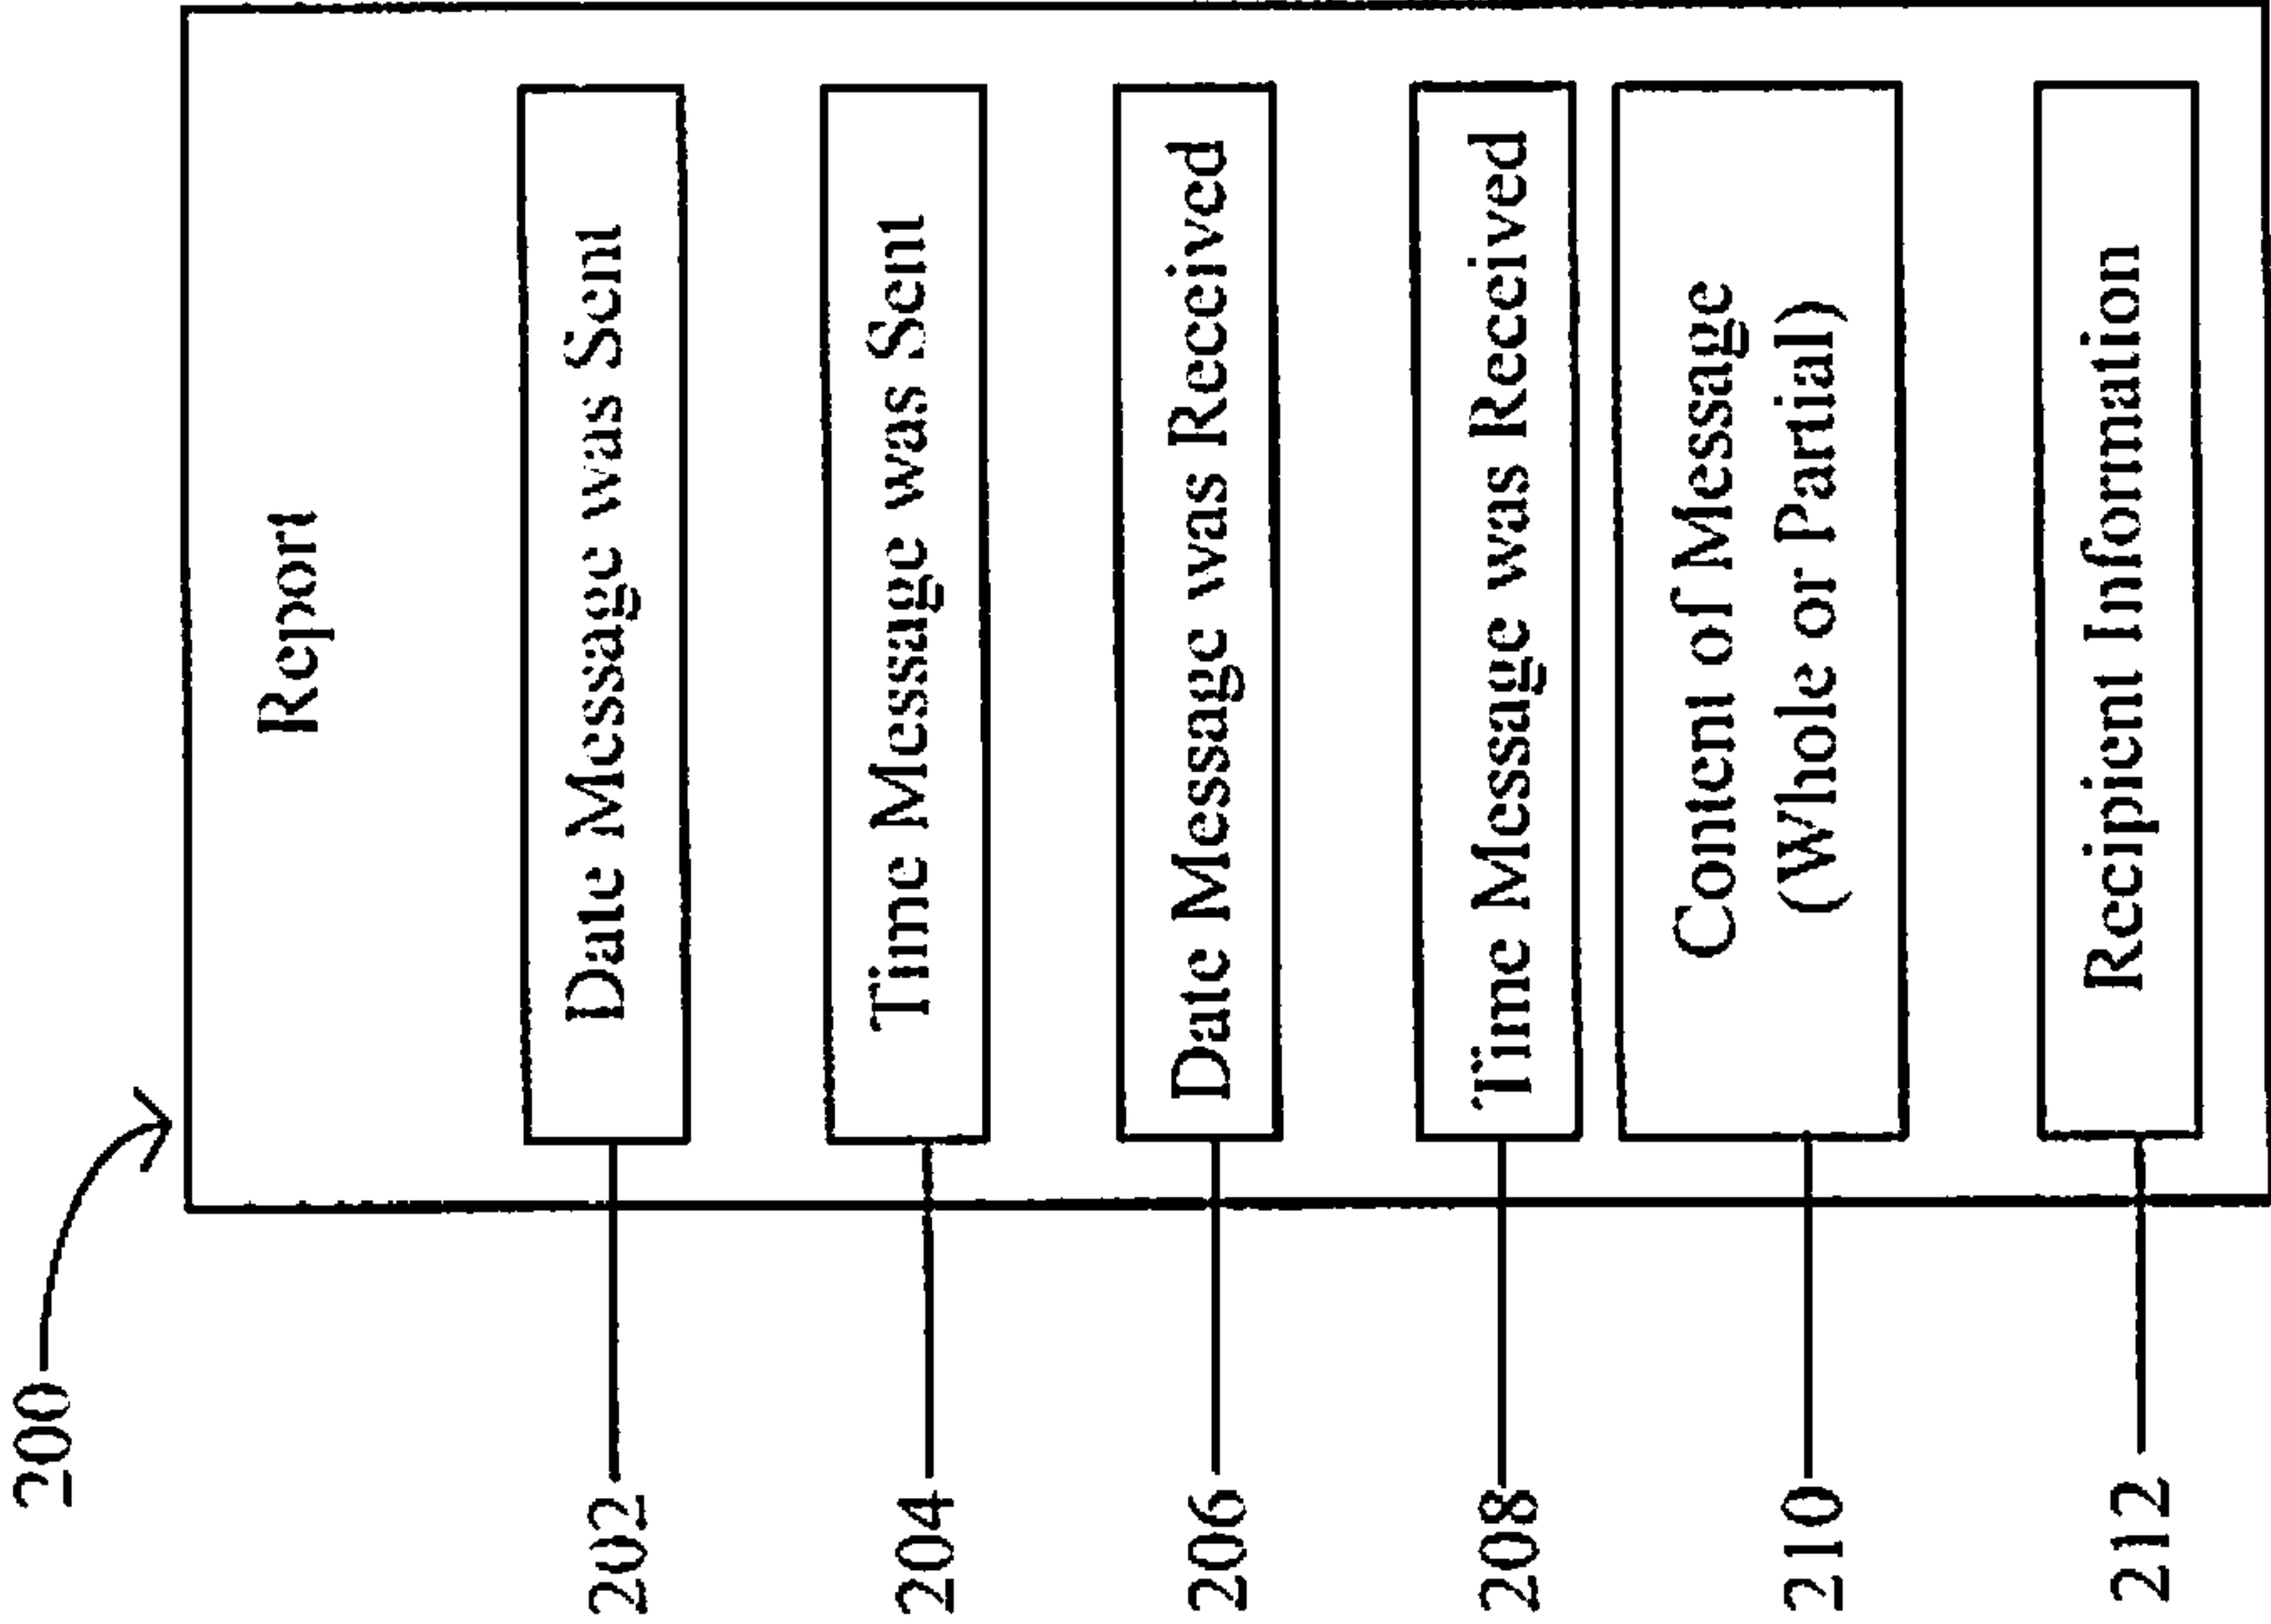 200
Report
202
Date Message was Sent
204
Time Message was Sent
206
Date Message was Received
208
Time Message was Received
210
Content of Message
(Whole or Partial)
212
Recipient Information